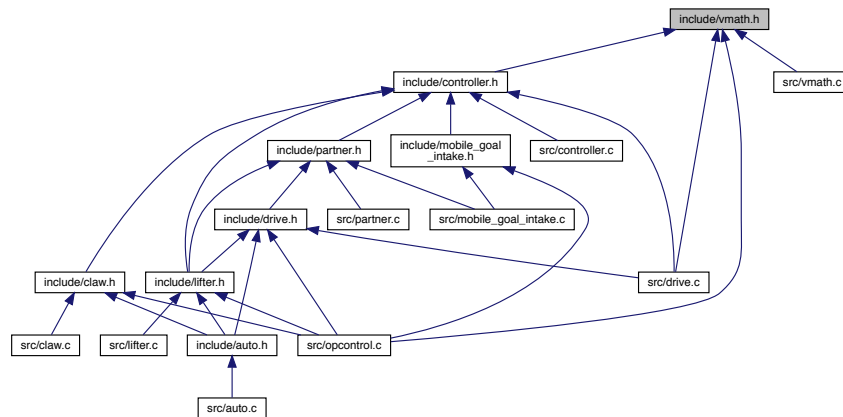 include/vmath.h
include/controller.h
src/vmath.c
include/partner.h
include/mobile_goal
_intake.h
src/controller.c
include/drive.h
src/partner.c
src/mobile_goal_intake.c
include/claw.h
include/lifter.h
src/drive.c
src/claw.c
src/lifter.c
include/auto.h
src/opcontrol.c
src/auto.c